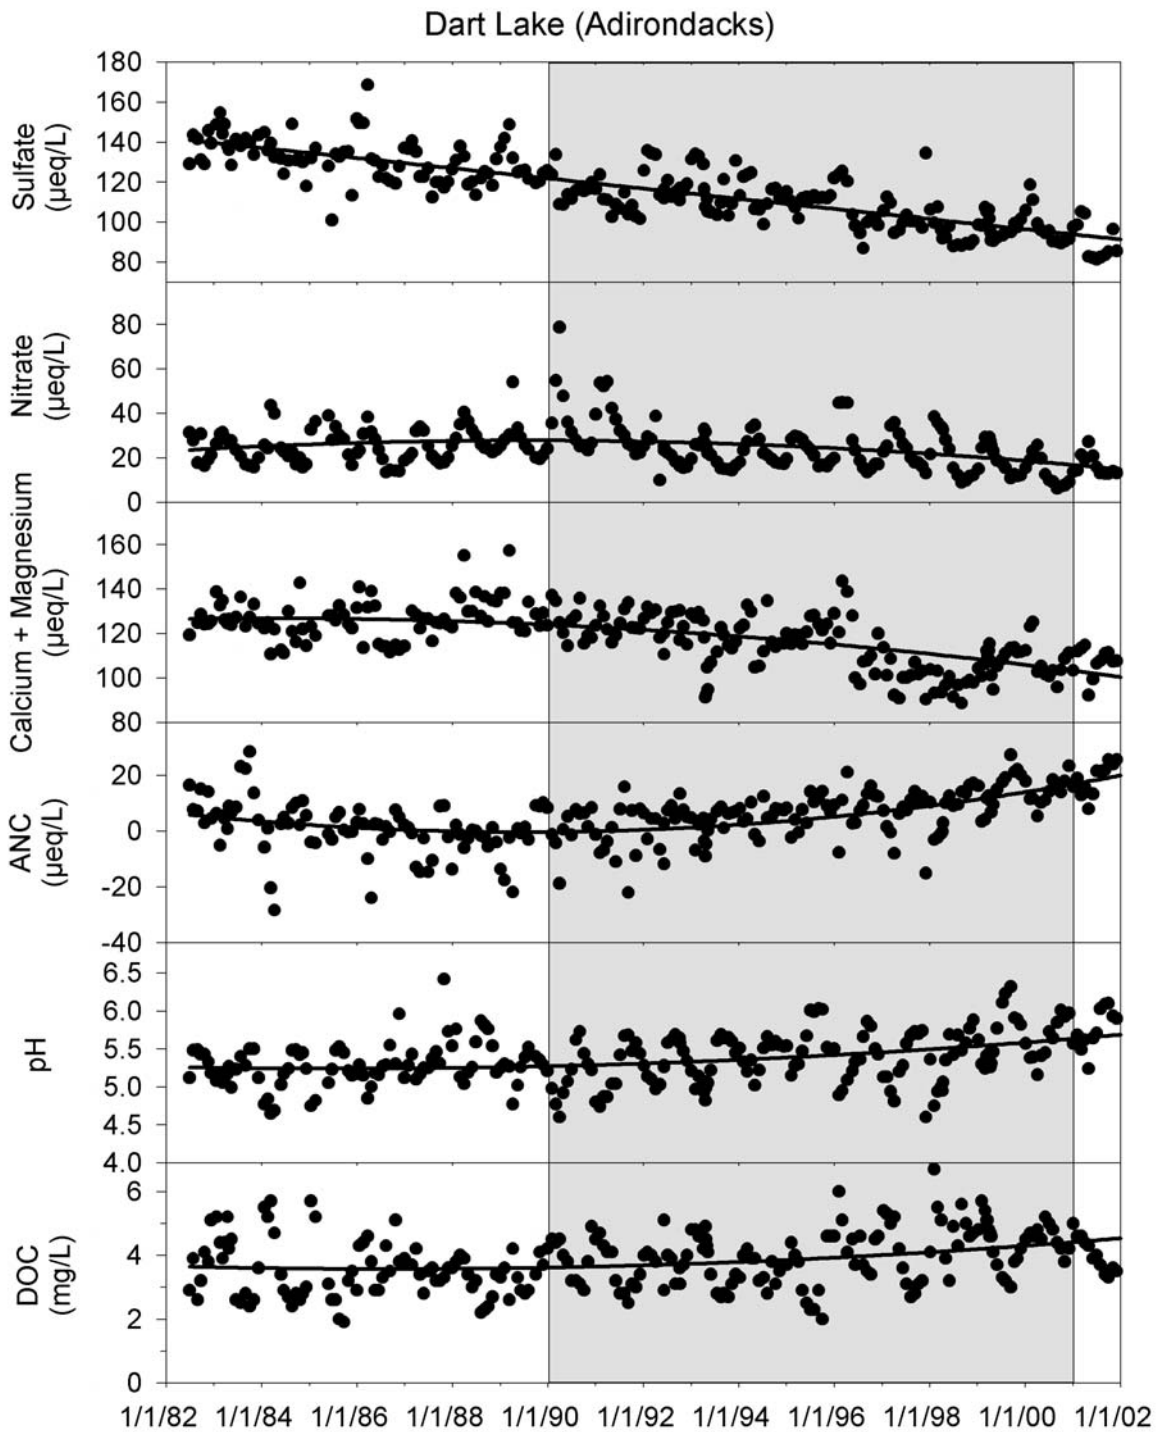 Dart Lake (Adirondacks)
Sulfate
(µeq/L)
180
160
140
120
100
80
Nitrate
(µeq/L)
80
60
40
20
0
Calcium + Magnesium
(µeq/L)
160
140
120
100
80
ANC
(µeq/L)
20
0
-20
-40
pH
6.5
6.0
5.5
5.0
4.5
4.0
DOC
(mg/L)
6
4
2
0
1/1/82 1/1/84 1/1/86 1/1/88 1/1/90 1/1/92 1/1/94 1/1/96 1/1/98 1/1/00 1/1/02